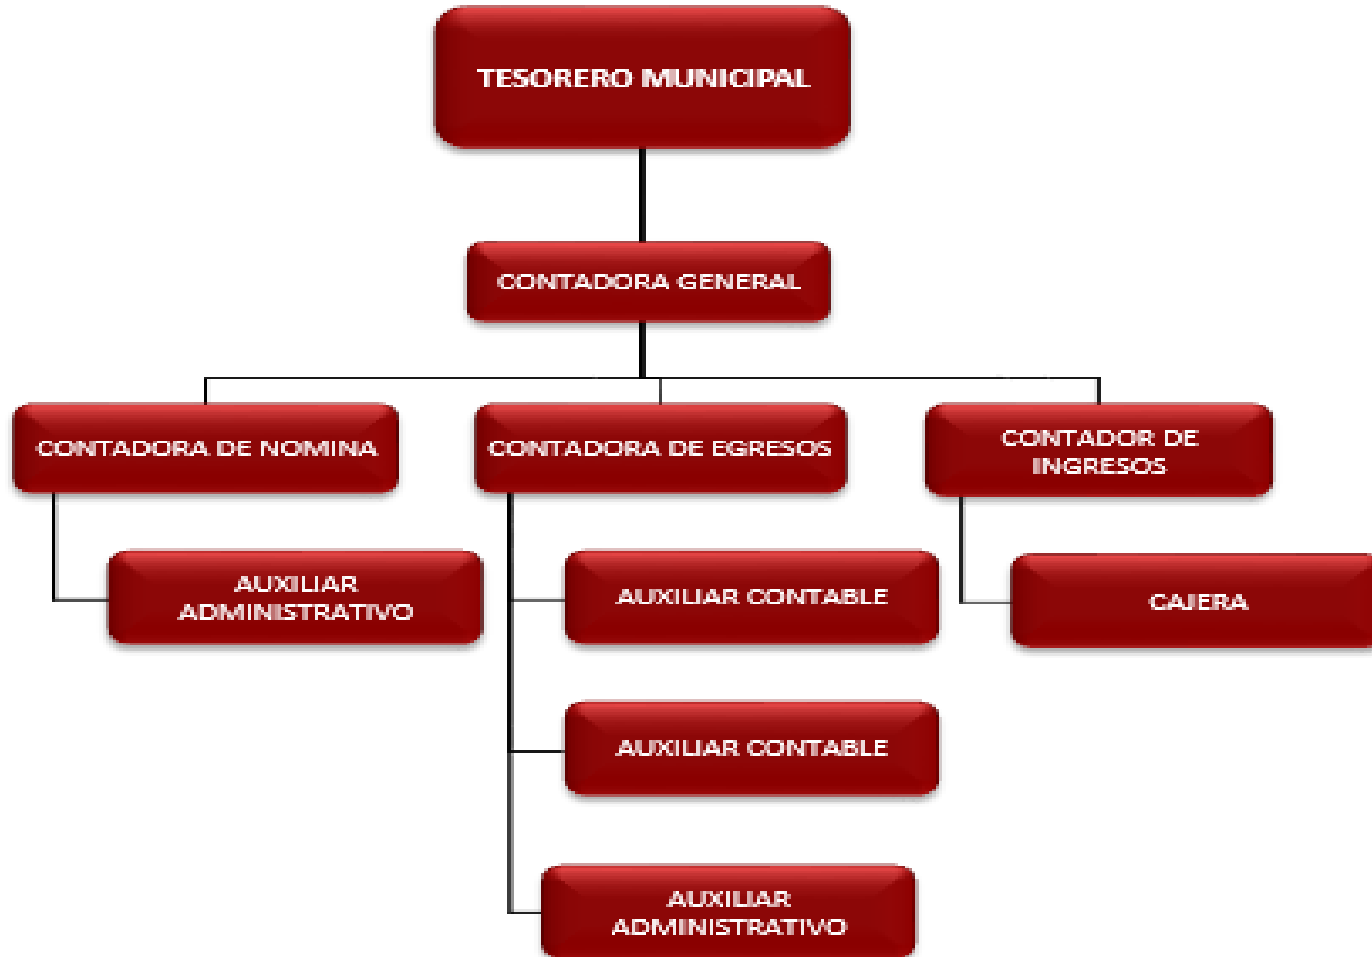 TESORERO MUNICIPAL
CONTADORA GENERAL
CONTADORA DE NOMINA
CONTADORA DE EGRESOS
CONTADOR DE
INGRESOS
AUXILIAR
ADMINISTRATIVO
AUXILIAR CONTABLE
CAJERA
AUXILIAR CONTABLE
AUXILIAR
ADMINISTRATIVO